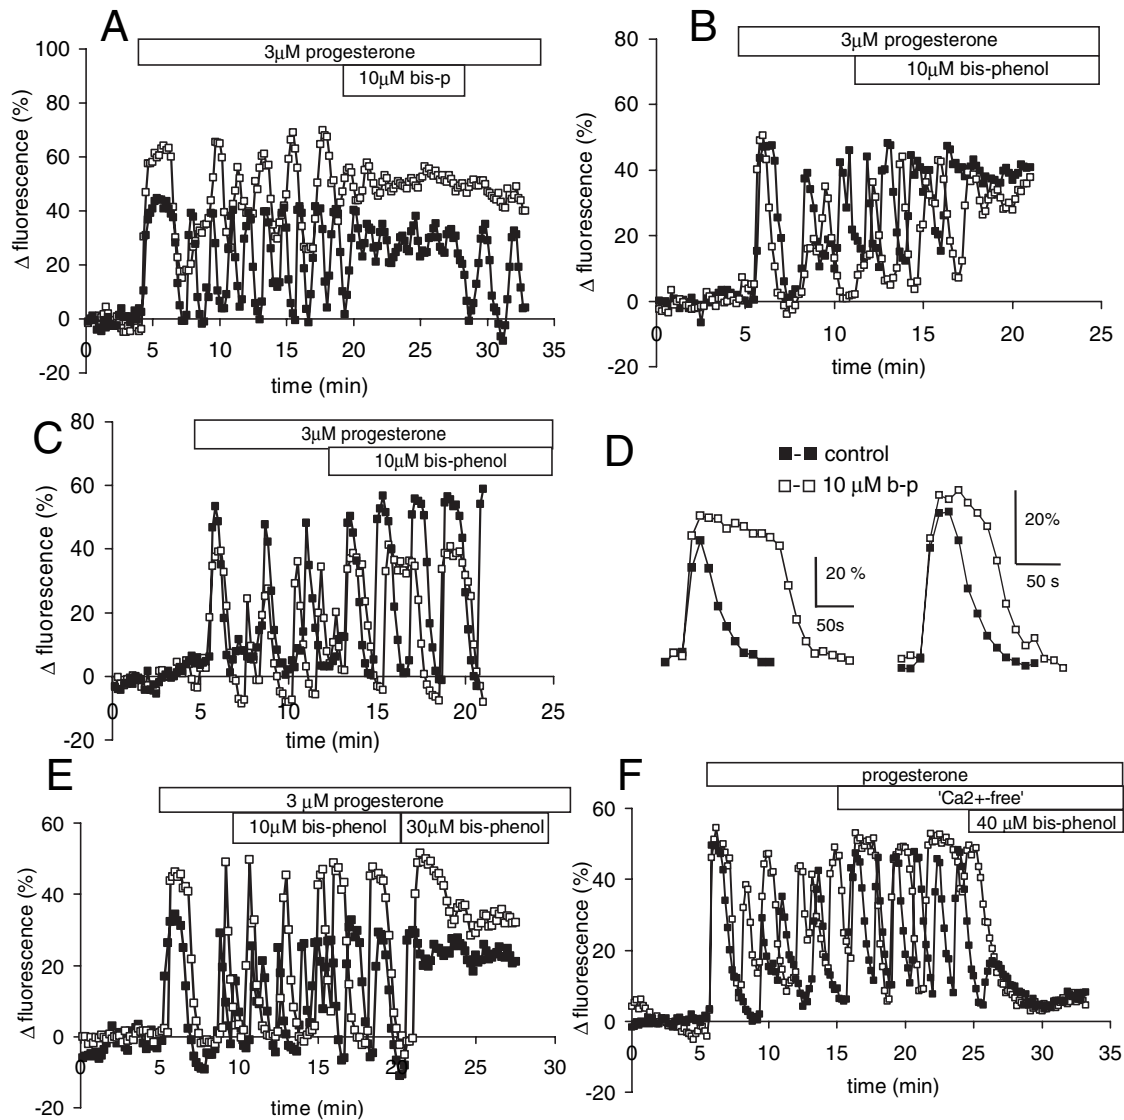 A
3µM progesterone
10µM bis-p
Δ fluorescence (%)
100
80
60
40
20
0
-20
0 5 10 15 20 25 30 35
time (min)
B
3µM progesterone
10µM bis-phenol
Δ fluorescence (%)
80
60
40
20
0
-20
0 5 10 15 20 25
time (min)
C
3µM progesterone
10µM bis-phenol
Δ fluorescence (%)
80
60
40
20
0
-20
0 5 10 15 20 25
time (min)
D
control
10 µM b-p
20 %
50s
20%
50 s
E
3 µM progesterone
10µM bis-phenol
30µM bis-phenol
Δ fluorescence (%)
60
40
20
0
-20
0 5 10 15 20 25 30
time (min)
F
progesterone
'Ca2+-free'
40 µM bis-phenol
Δ fluorescence (%)
60
40
20
0
-20
0 5 10 15 20 25 30 35
time (min)